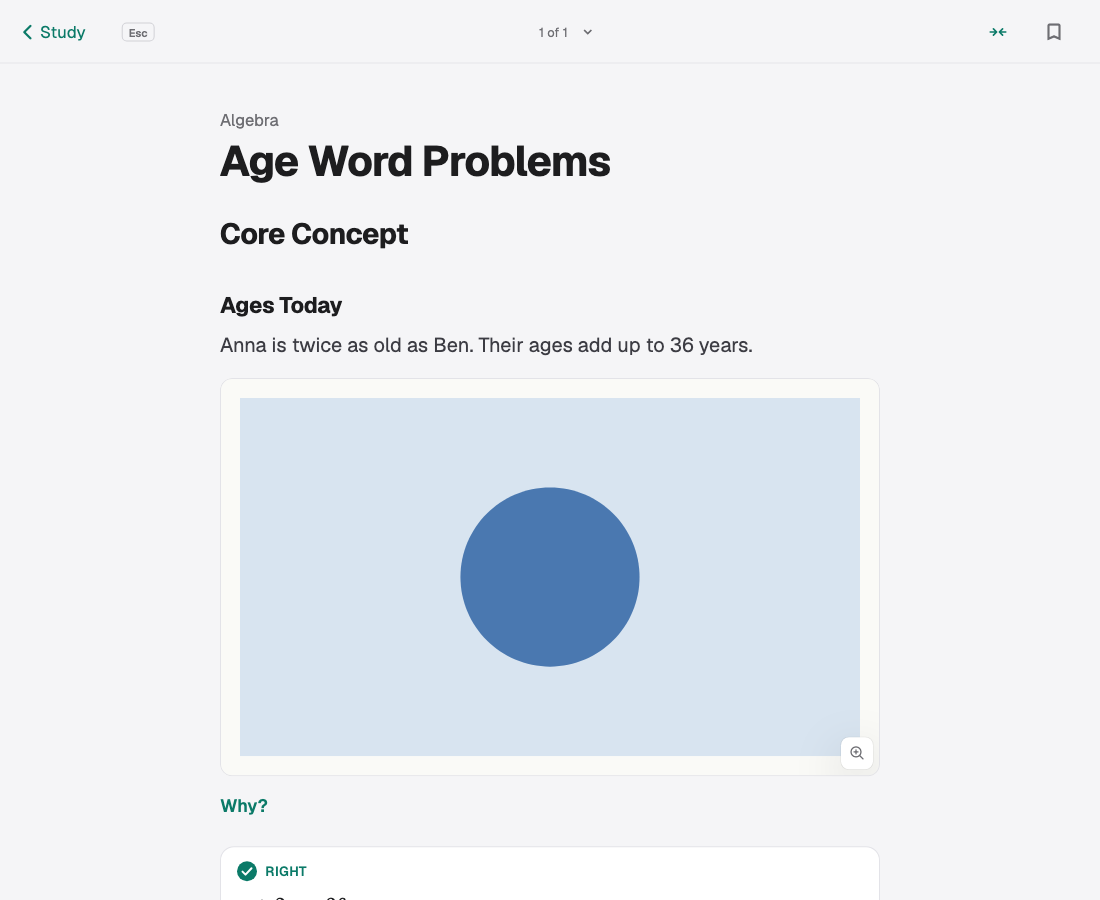 Study
Esc
1 of 1
Algebra
Age Word Problems
Core Concept
Ages Today
Anna is twice as old as Ben. Their ages add up to 36 years.
Why?
RIGHT